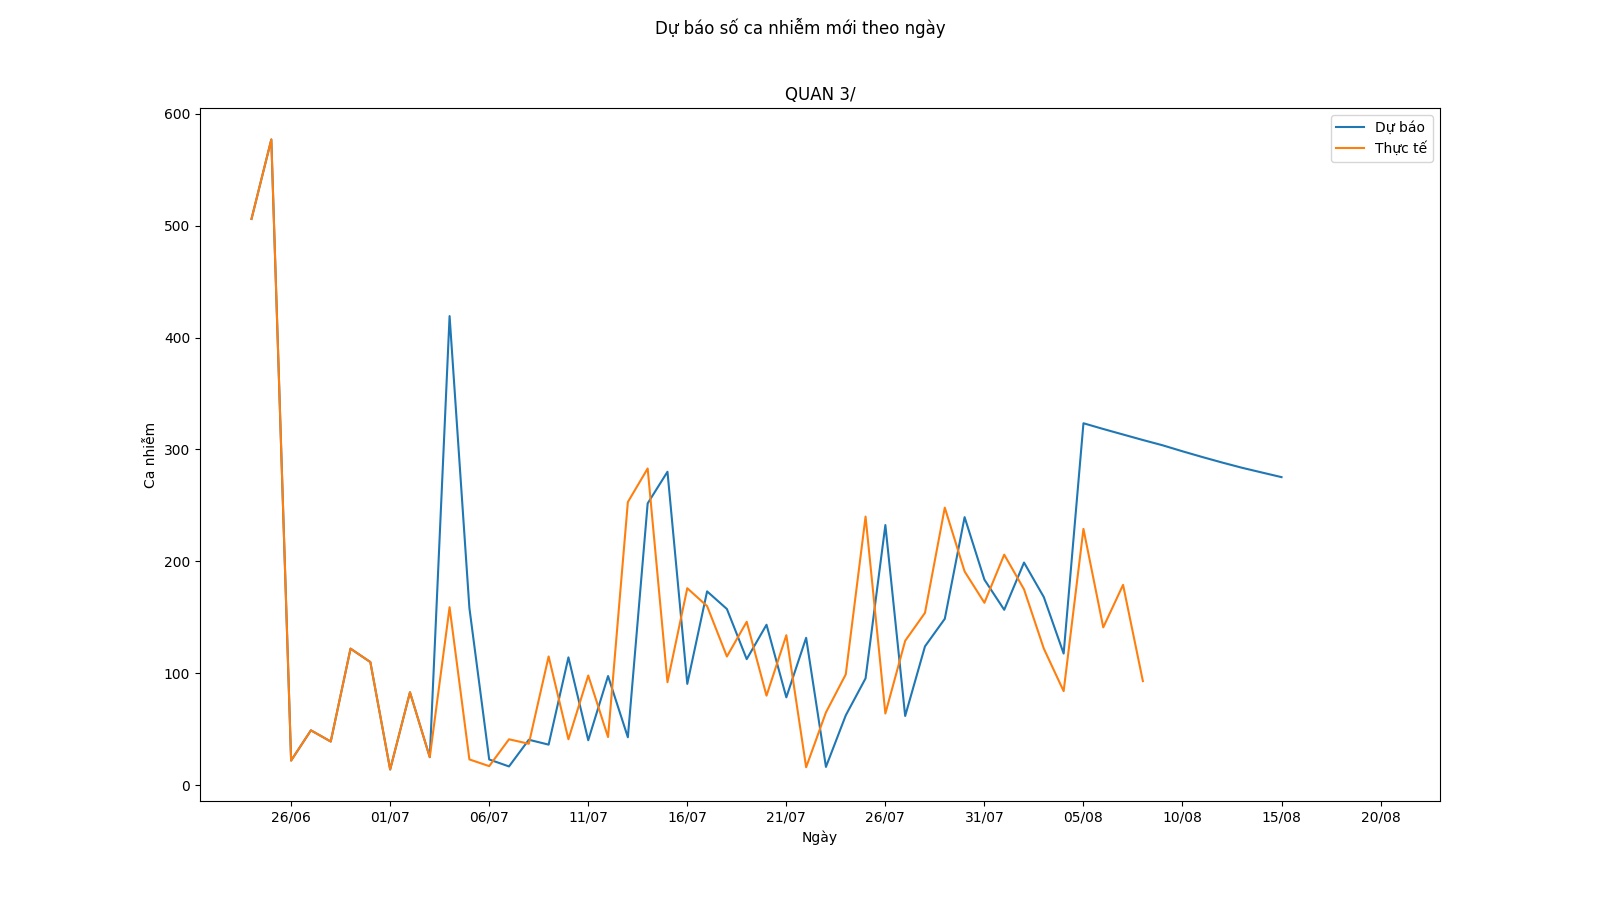 Dự báo số ca nhiễm mới theo ngày
QUAN 3/
Dự báo
Thực tế
600
500
400
300
200
100
0
Ca nhiễm
26/06 01/07 06/07 11/07 16/07 21/07 26/07 31/07 05/08 10/08 15/08 20/08
Ngày